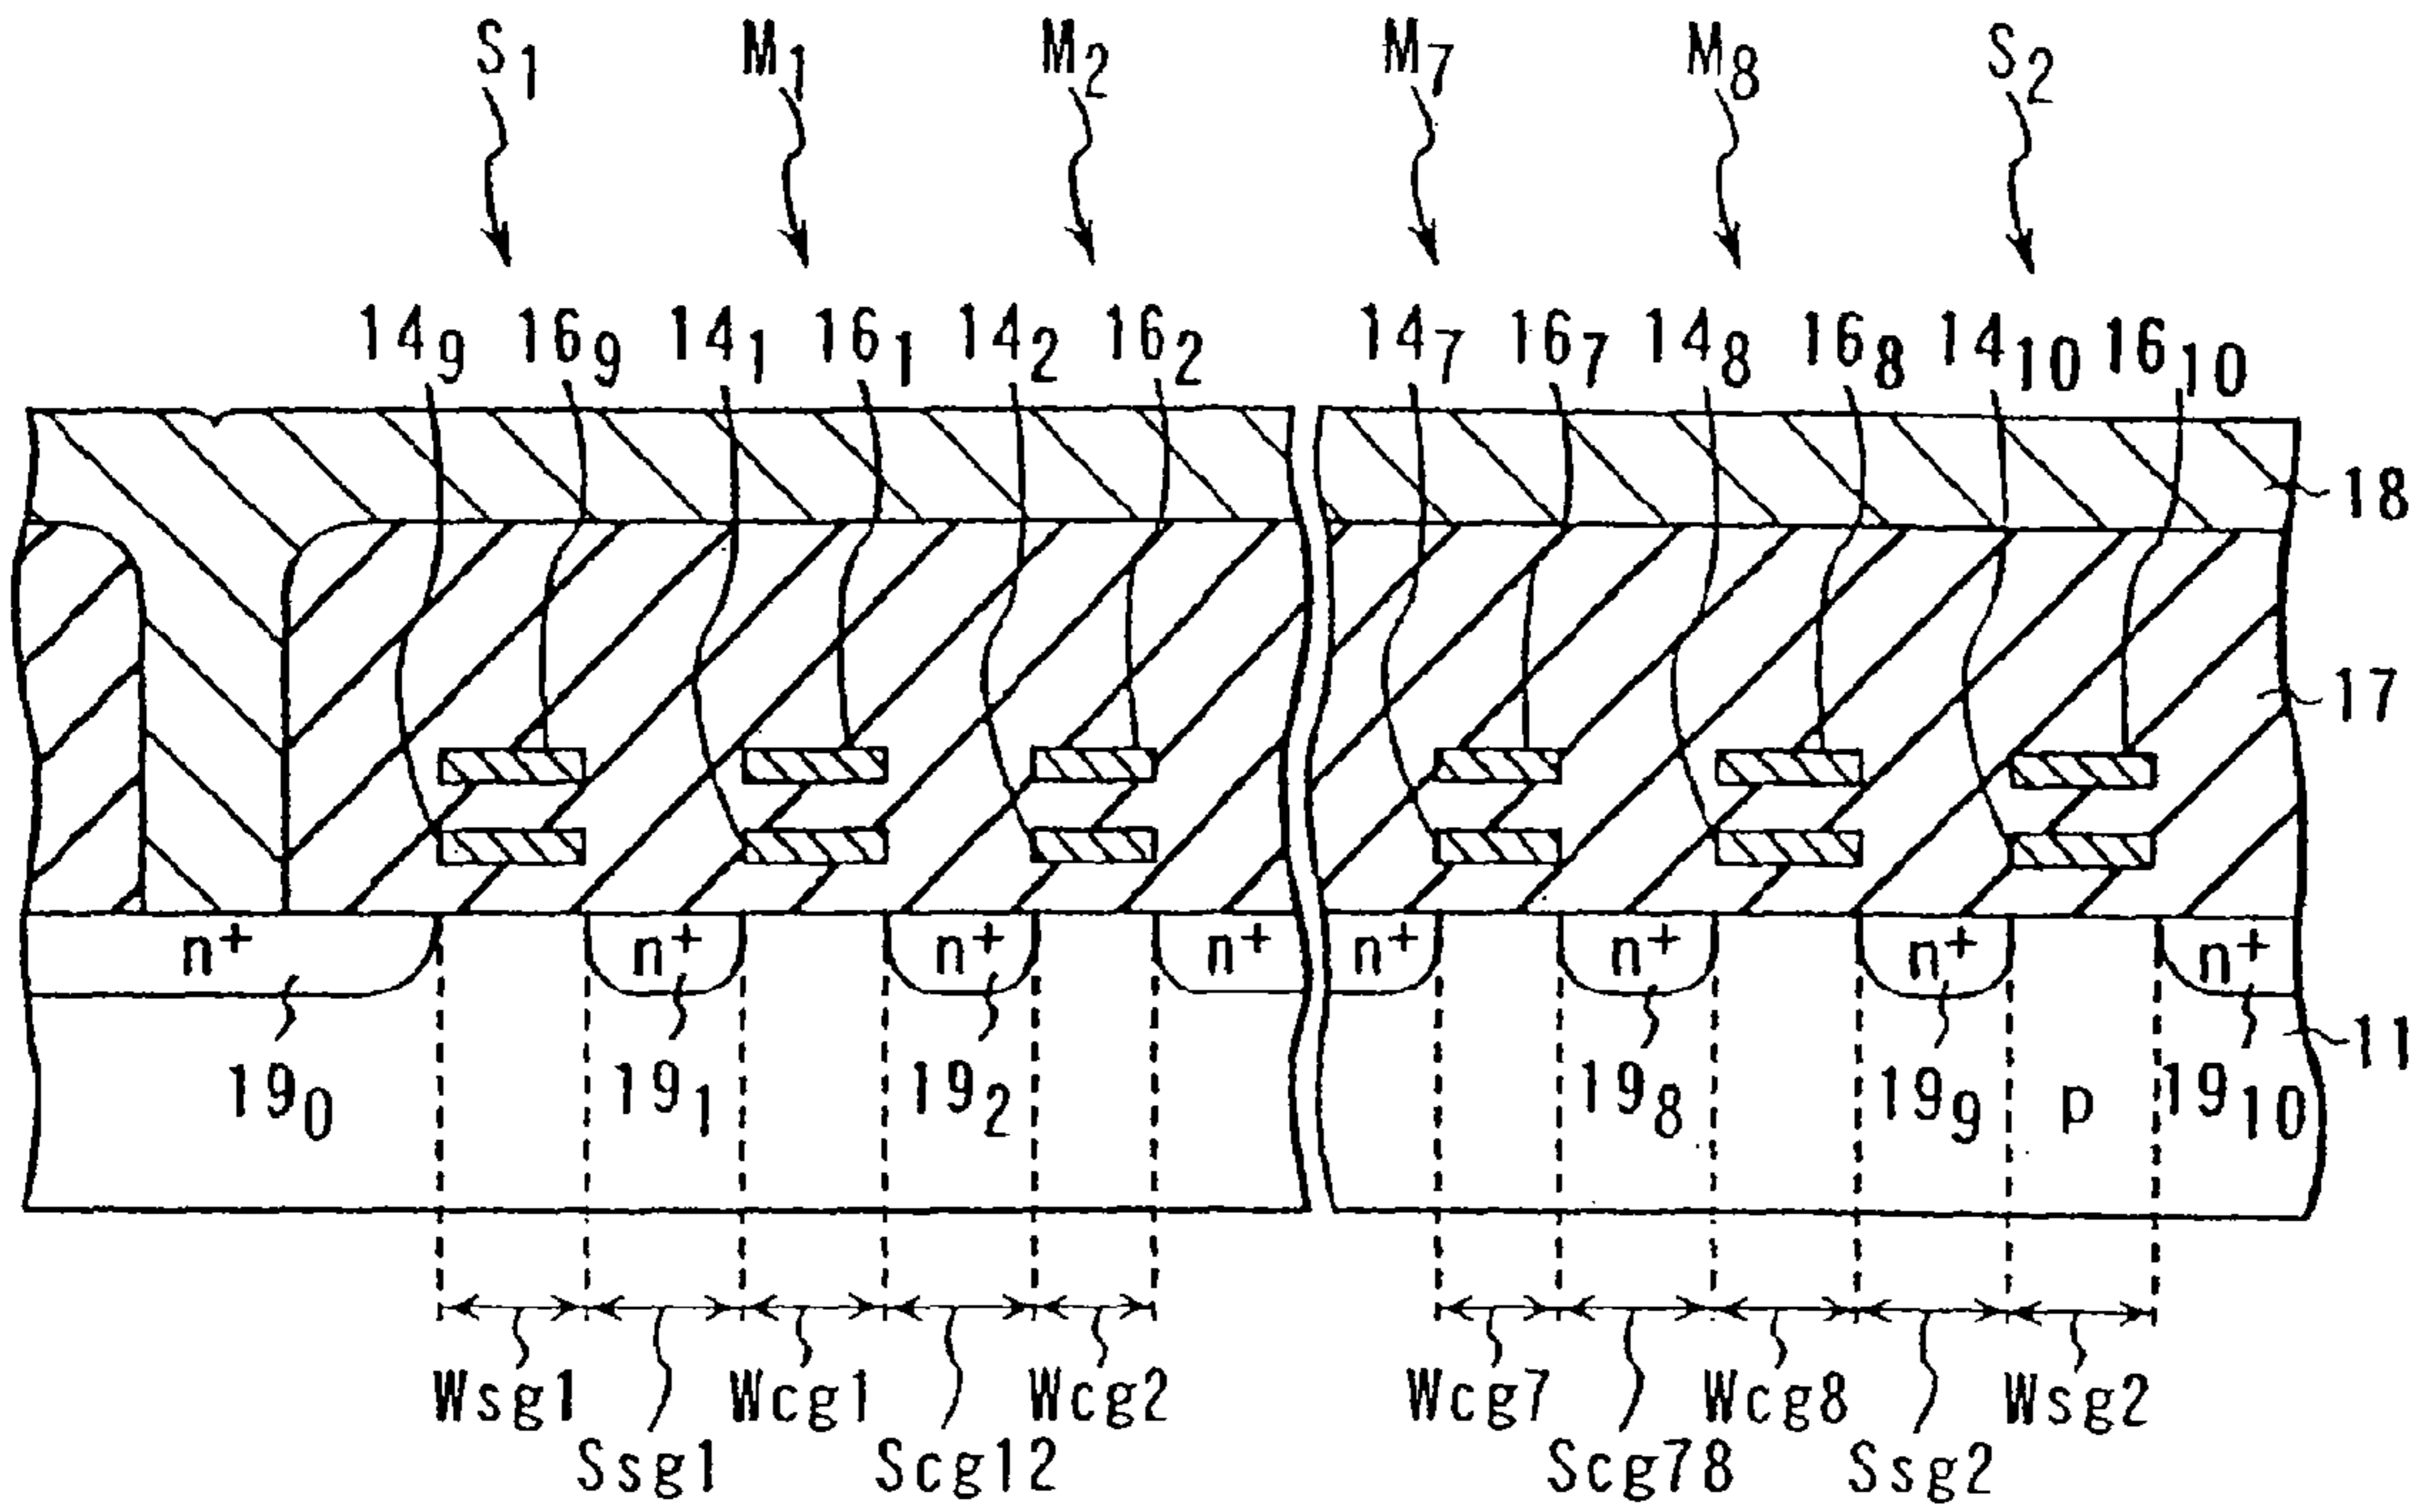 S1 M1 M2 M7 M8 S2
149 169 141 161 142 162 147 167 148 168 1410 1610
18
17
n+ n+ n+ n+ n+ n+ n+ n+
11
190 191 192 198 199 p 1910
Wsg1 Wcg1 Wcg2 Wcg7 Wcg8 Wsg2
Ssg1 Scg12 Scg78 Ssg2